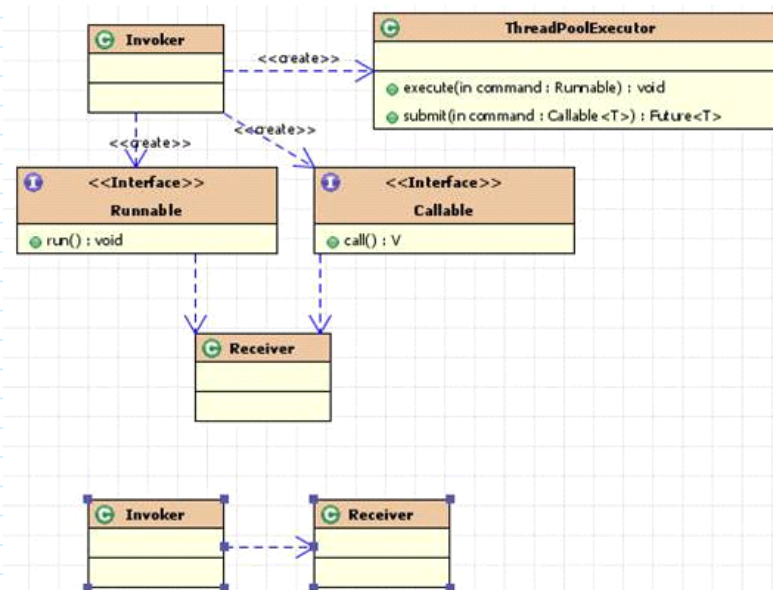 Invoker
<<create>>
ThreadPoolExecutor
execute(in command : Runnable) : void
submit(in command : Callable<T>) : Future<T>
<<create>>
<<create>>
<<Interface>>
Runnable
run() : void
<<Interface>>
Callable
call() : V
Receiver
Invoker
Receiver